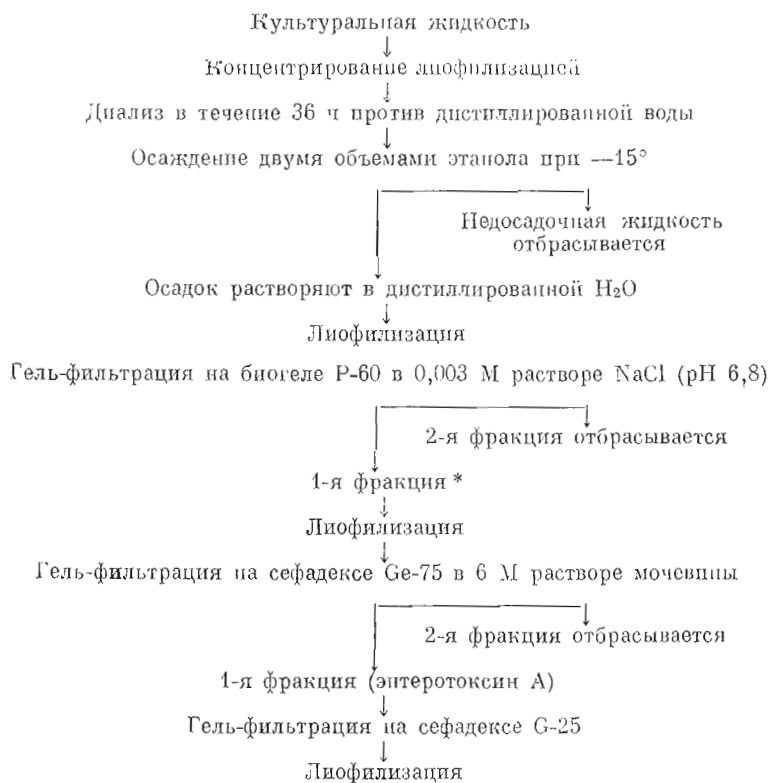 Культуральная жидкость
Концентрирование лиофилизацией
Диализ в течение 36 ч против дистиллированной воды
Осаждение двумя объемами этанола при —15°
Недосадочная жидкость
отбрасывается
Осадок растворяют в дистиллированной H₂O
Лиофилизация
Гель-фильтрация на биогеле P-60 в 0,003 М растворе NaCl (pH 6,8)
2-я фракция отбрасывается
1-я фракция *
Лиофилизация
Гель-фильтрация на сефадексе Ge-75 в 6 М растворе мочевины
2-я фракция отбрасывается
1-я фракция (энтеротоксин А)
Гель-фильтрация на сефадексе G-25
Лиофилизация